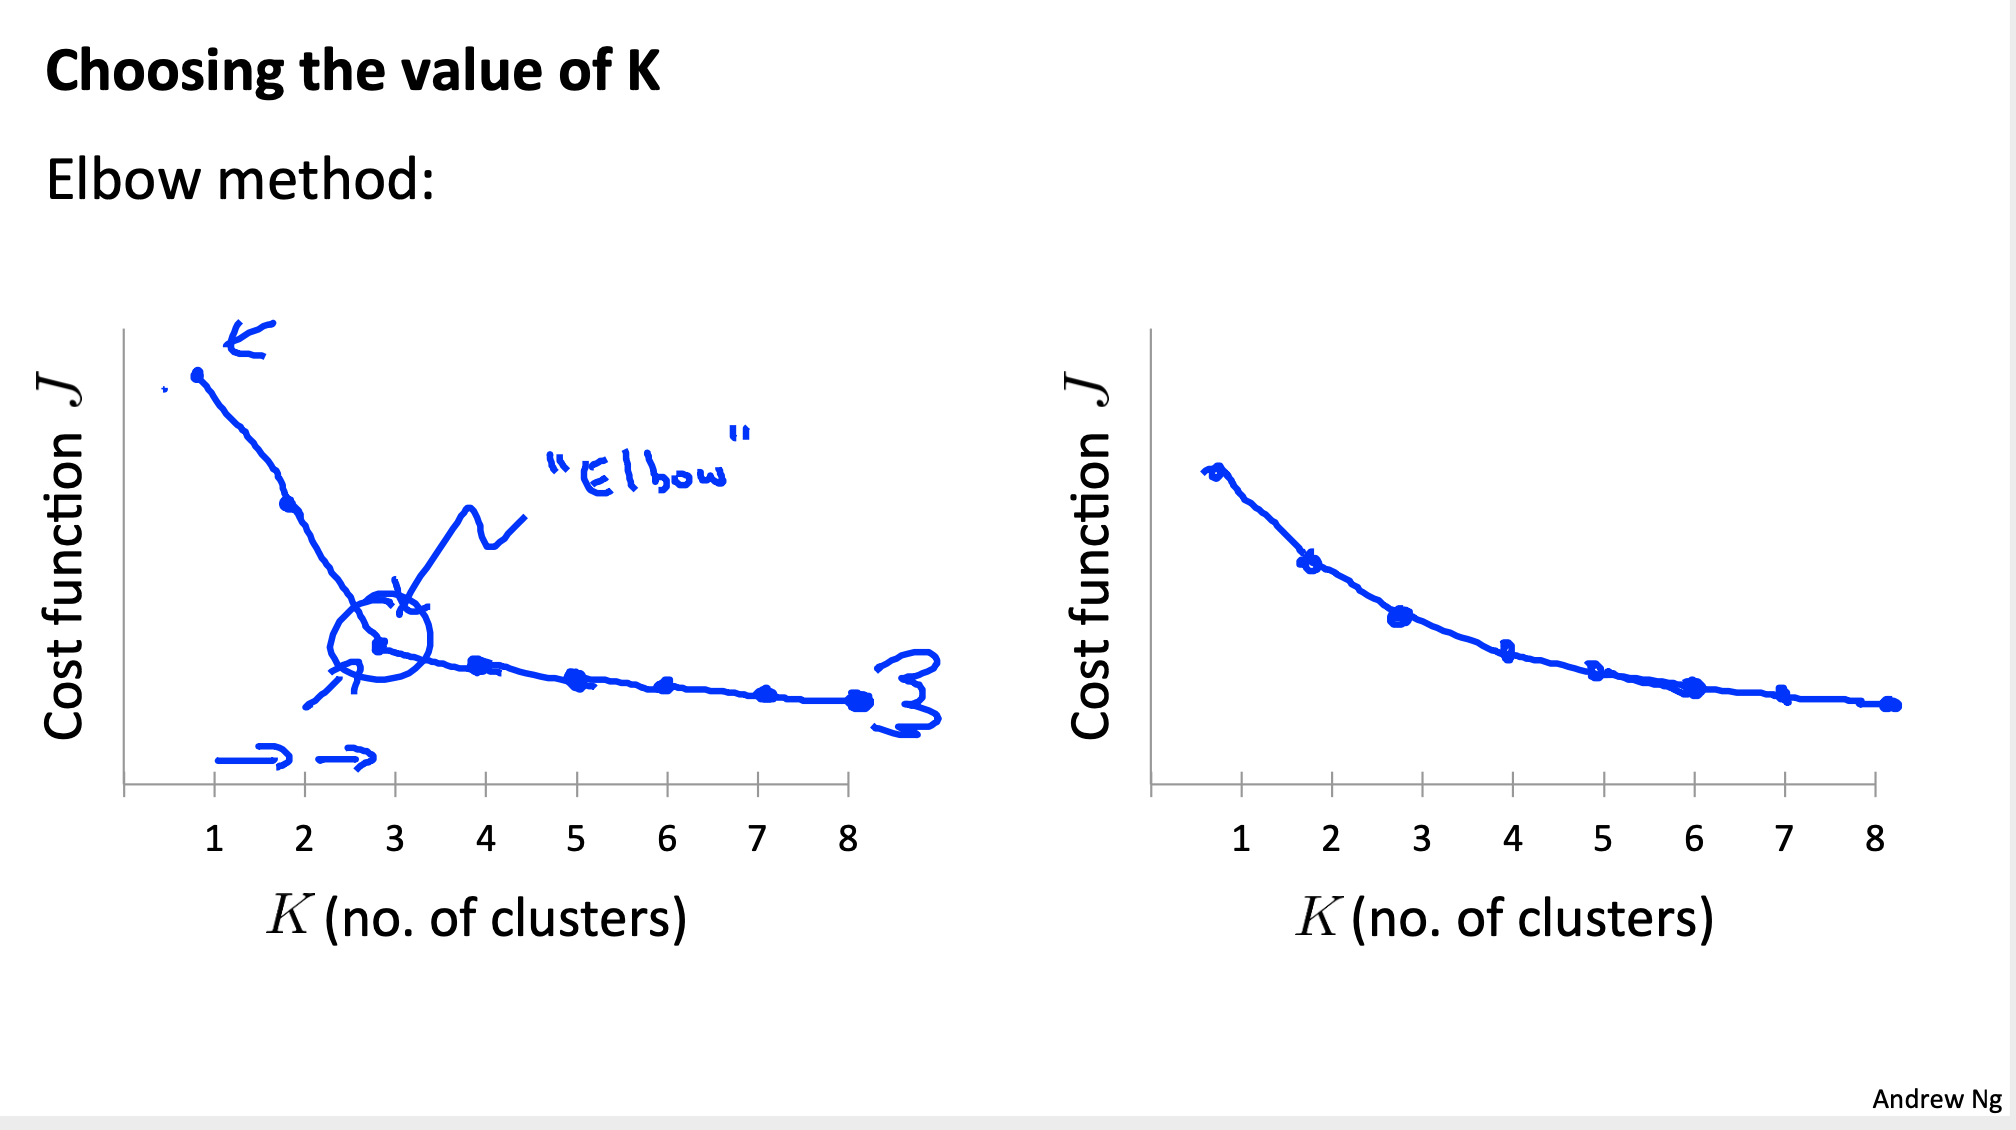 Choosing the value of K
Elbow method:
"Elbow"
Cost function J
1 2 3 4 5 6 7 8
K (no. of clusters)
Cost function J
1 2 3 4 5 6 7 8
K (no. of clusters)
Andrew Ng